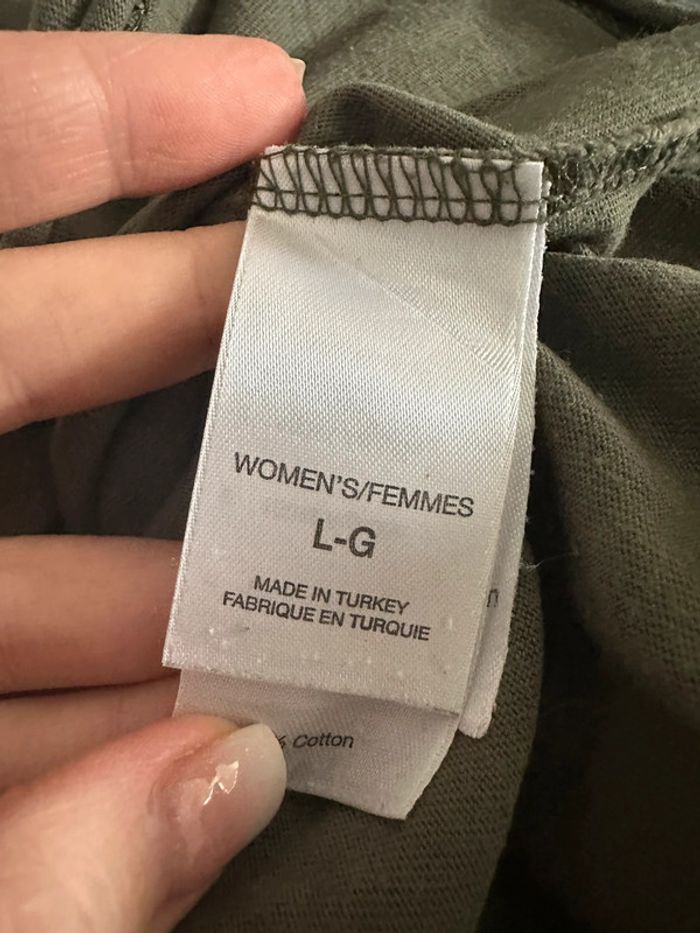 WOMEN'S/FEMMES
L-G
MADE IN TURKEY
FABRIQUE EN TURQUIE
% Cotton